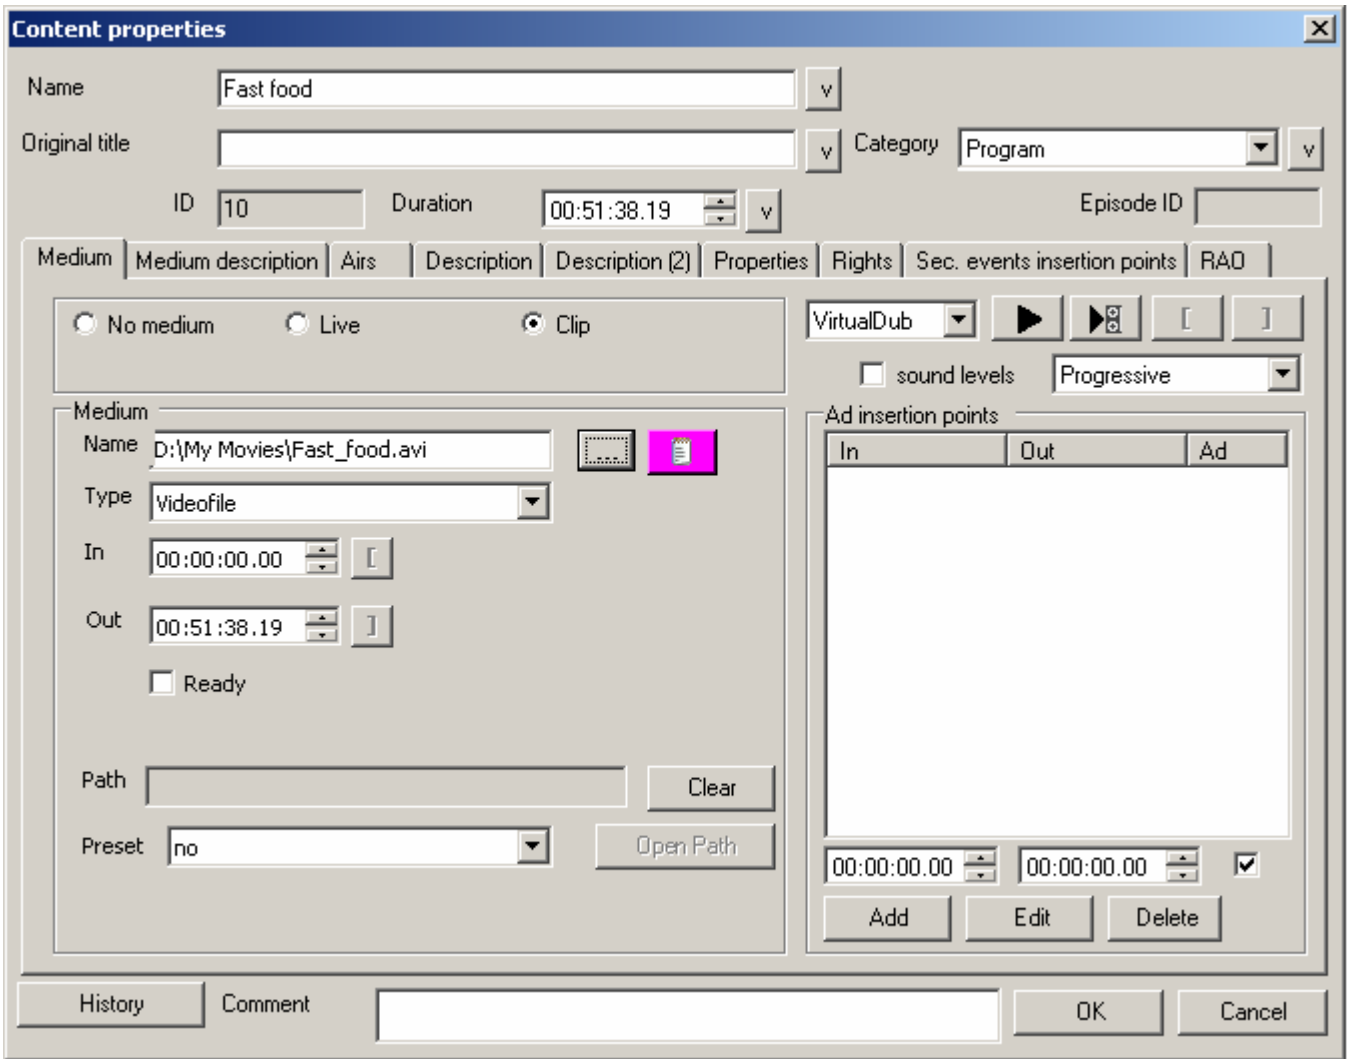 Content properties
Name Fast food v
Original title v Category Program v
ID 10 Duration 00:51:38.19 v Episode ID
Medium Medium description Airs Description Description (2) Properties Rights Sec. events insertion points RAO
No medium Live Clip
VirtualDub [ ]
sound levels Progressive
Medium
Name D:\My Movies\Fast_food.avi ...
Type Videofile
In 00:00:00.00 [
Out 00:51:38.19 ]
Ready
Path Clear
Preset no Open Path
Ad insertion points
In Out Ad
00:00:00.00 00:00:00.00
Add Edit Delete
History Comment OK Cancel